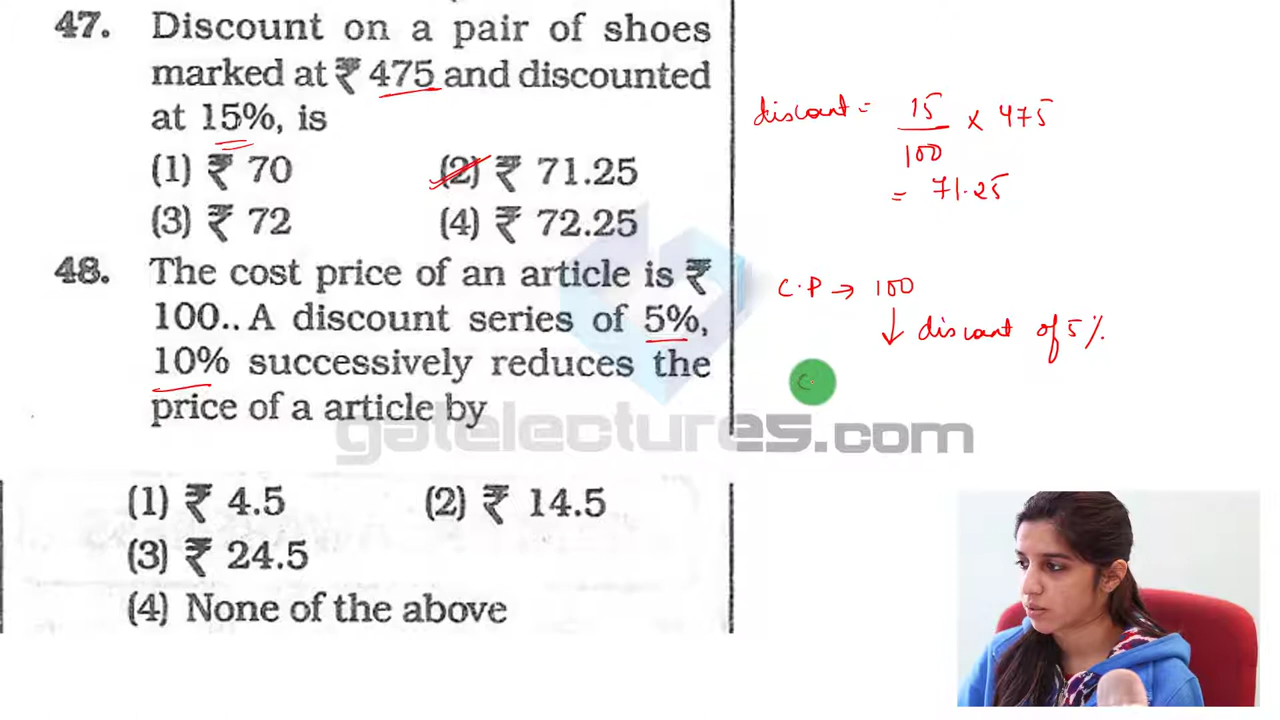 47. Discount on a pair of shoes
marked at ₹ 475 and discounted
at 15%, is
(1) ₹ 70 (2) ₹ 71.25
(3) ₹ 72 (4) ₹ 72.25
48. The cost price of an article is ₹
100.. A discount series of 5%,
10% successively reduces the
price of a article by
(1) ₹ 4.5 (2) ₹ 14.5
(3) ₹ 24.5
(4) None of the above
discount = 15/100 × 475
= 71.25
C.P → 100
↓ discount of 5%
gatelectures.com